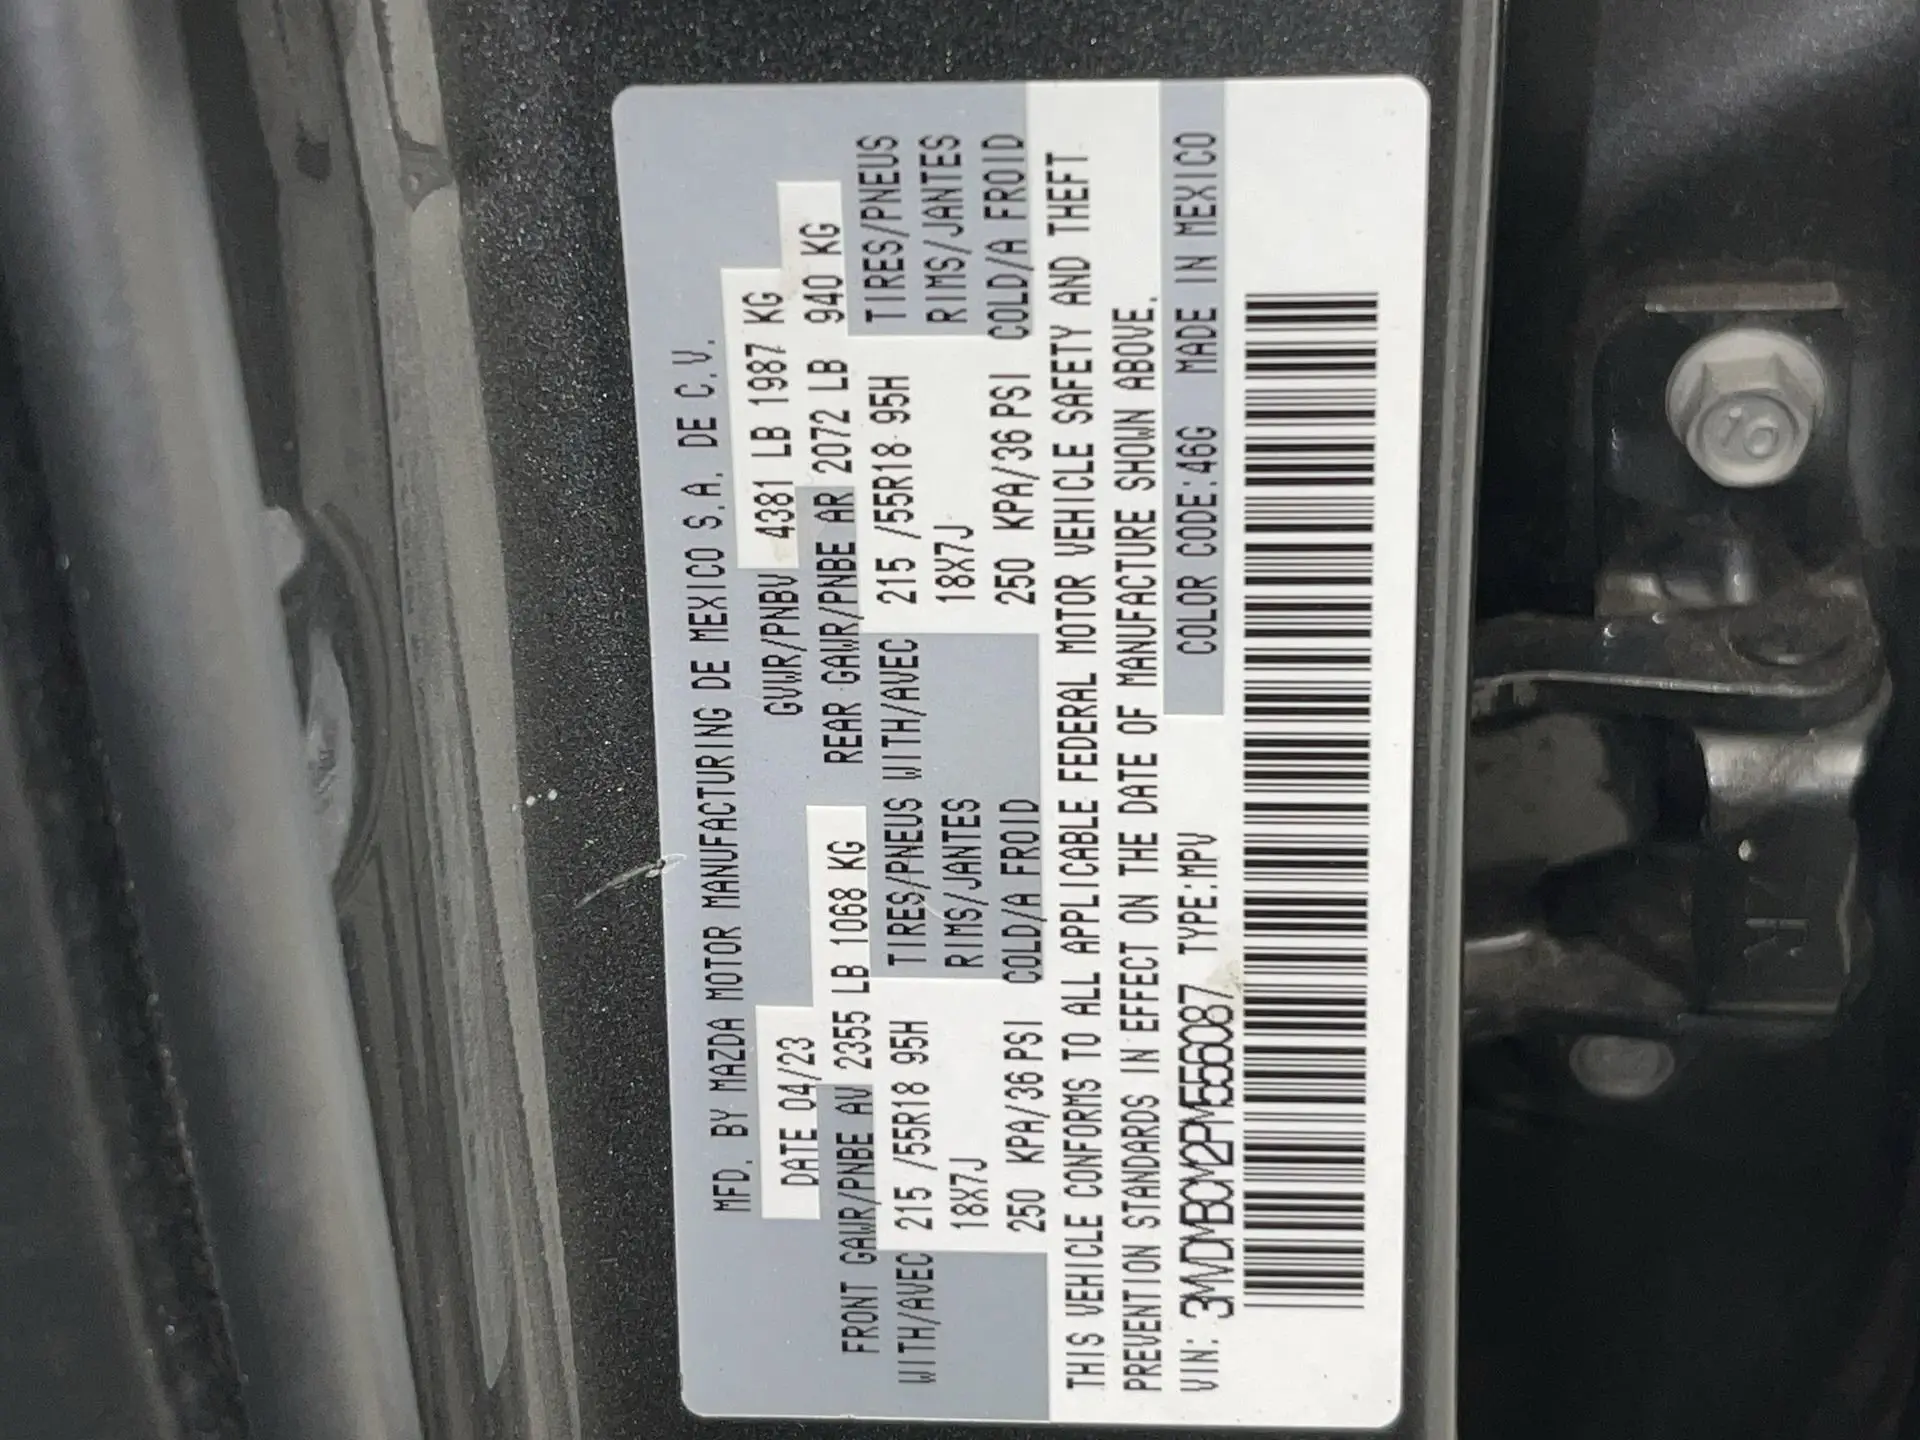 MFD. BY MAZDA MOTOR MANUFACTURING DE MEXICO S.A. DE C.V.
DATE 04/23 GVWR/PNBV 4381 LB 1987 KG
FRONT GAWR/PNBE AV 2355 LB 1068 KG REAR GAWR/PNBE AR 2072 LB 940 KG
WITH/AVEC 215 /55R18 95H TIRES/PNEUS WITH/AVEC 215 /55R18 95H TIRES/PNEUS
18X7J RIMS/JANTES 18X7J RIMS/JANTES
250 KPA/36 PSI COLD/A FROID 250 KPA/36 PSI COLD/A FROID
THIS VEHICLE CONFORMS TO ALL APPLICABLE FEDERAL MOTOR VEHICLE SAFETY AND THEFT
PREVENTION STANDARDS IN EFFECT ON THE DATE OF MANUFACTURE SHOWN ABOVE.
VIN: 3MVDMBCM2PM556087 TYPE:MPV COLOR CODE:46G MADE IN MEXICO
10